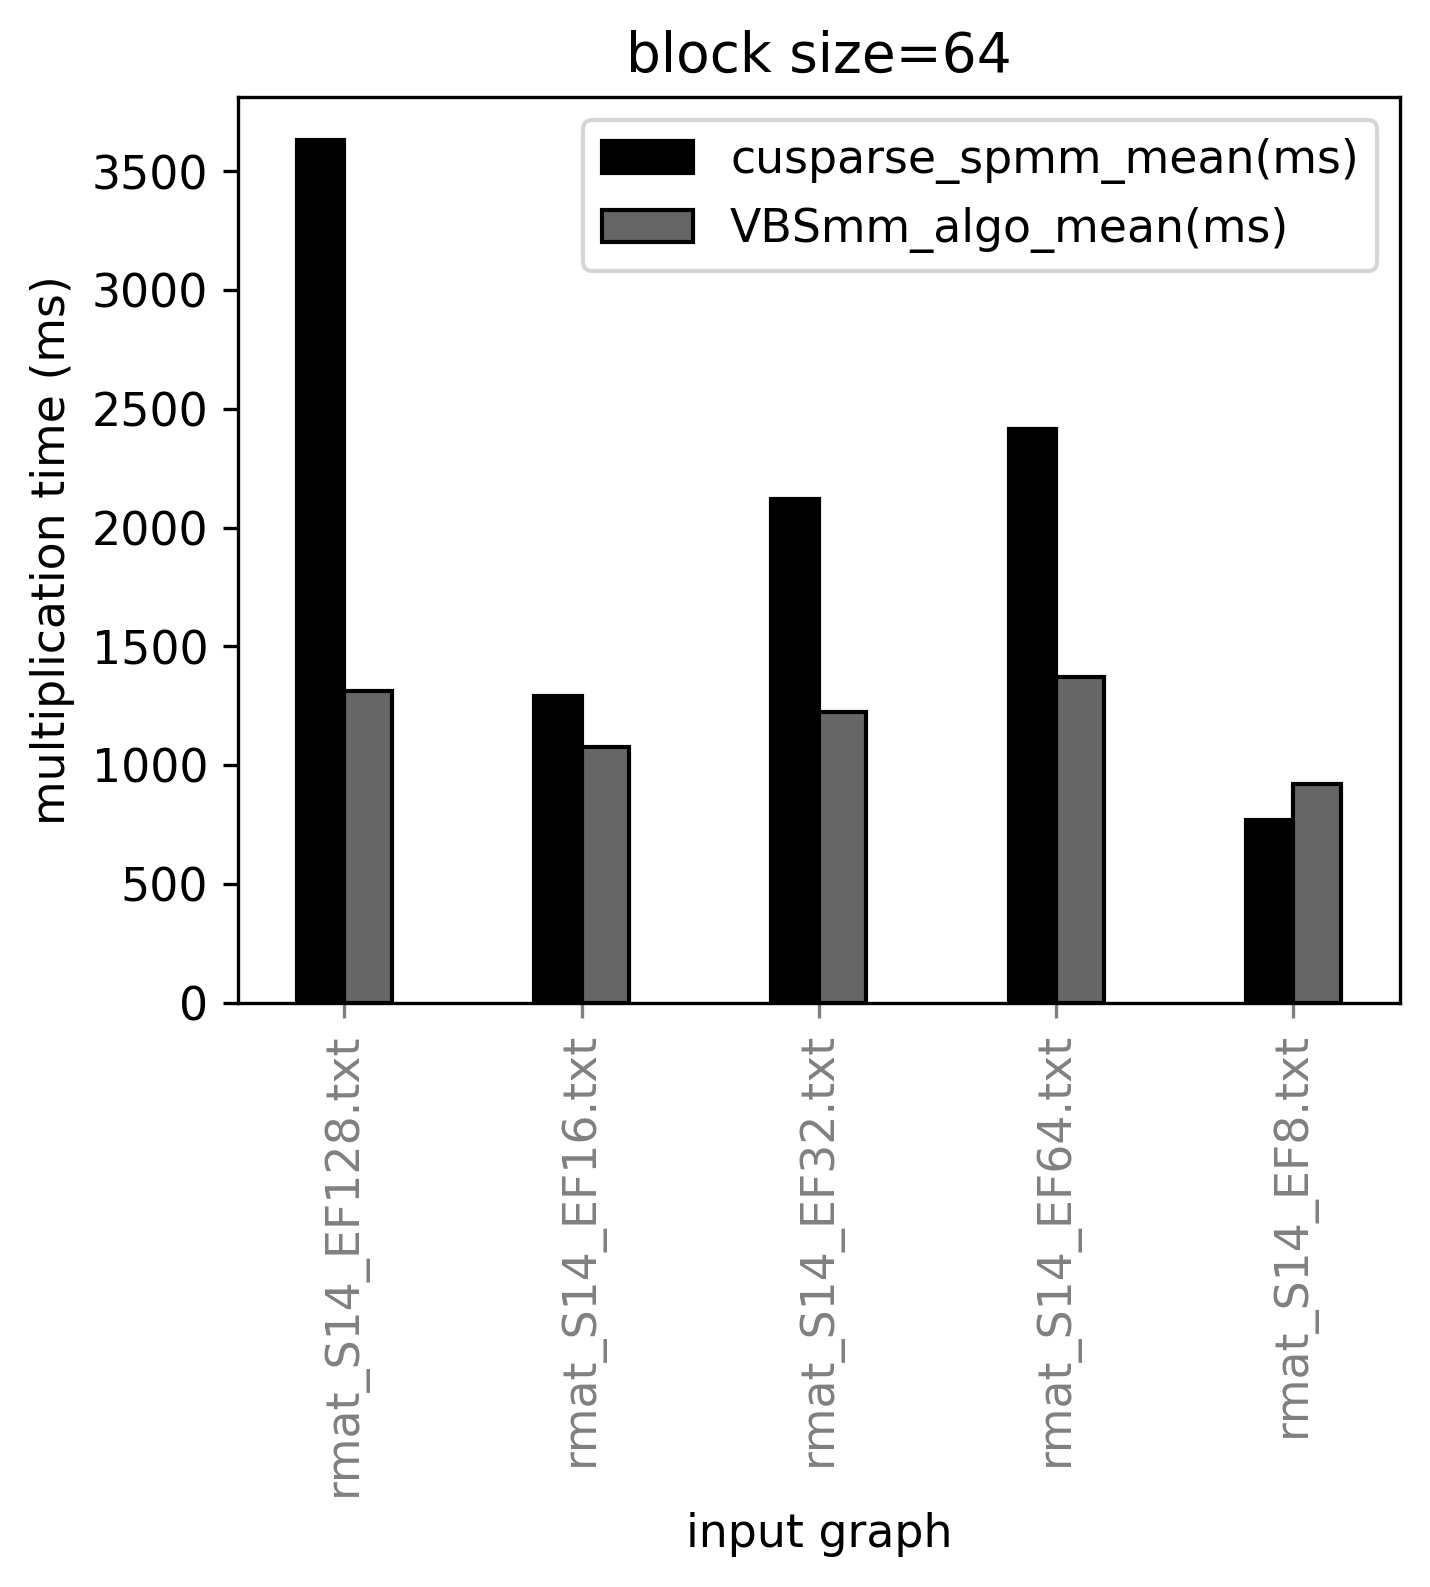 block size=64
cusparse_spmm_mean(ms)
VBSmm_algo_mean(ms)
multiplication time (ms)
3500
3000
2500
2000
1500
1000
500
0
rmat_S14_EF128.txt
rmat_S14_EF16.txt
rmat_S14_EF32.txt
rmat_S14_EF64.txt
rmat_S14_EF8.txt
input graph